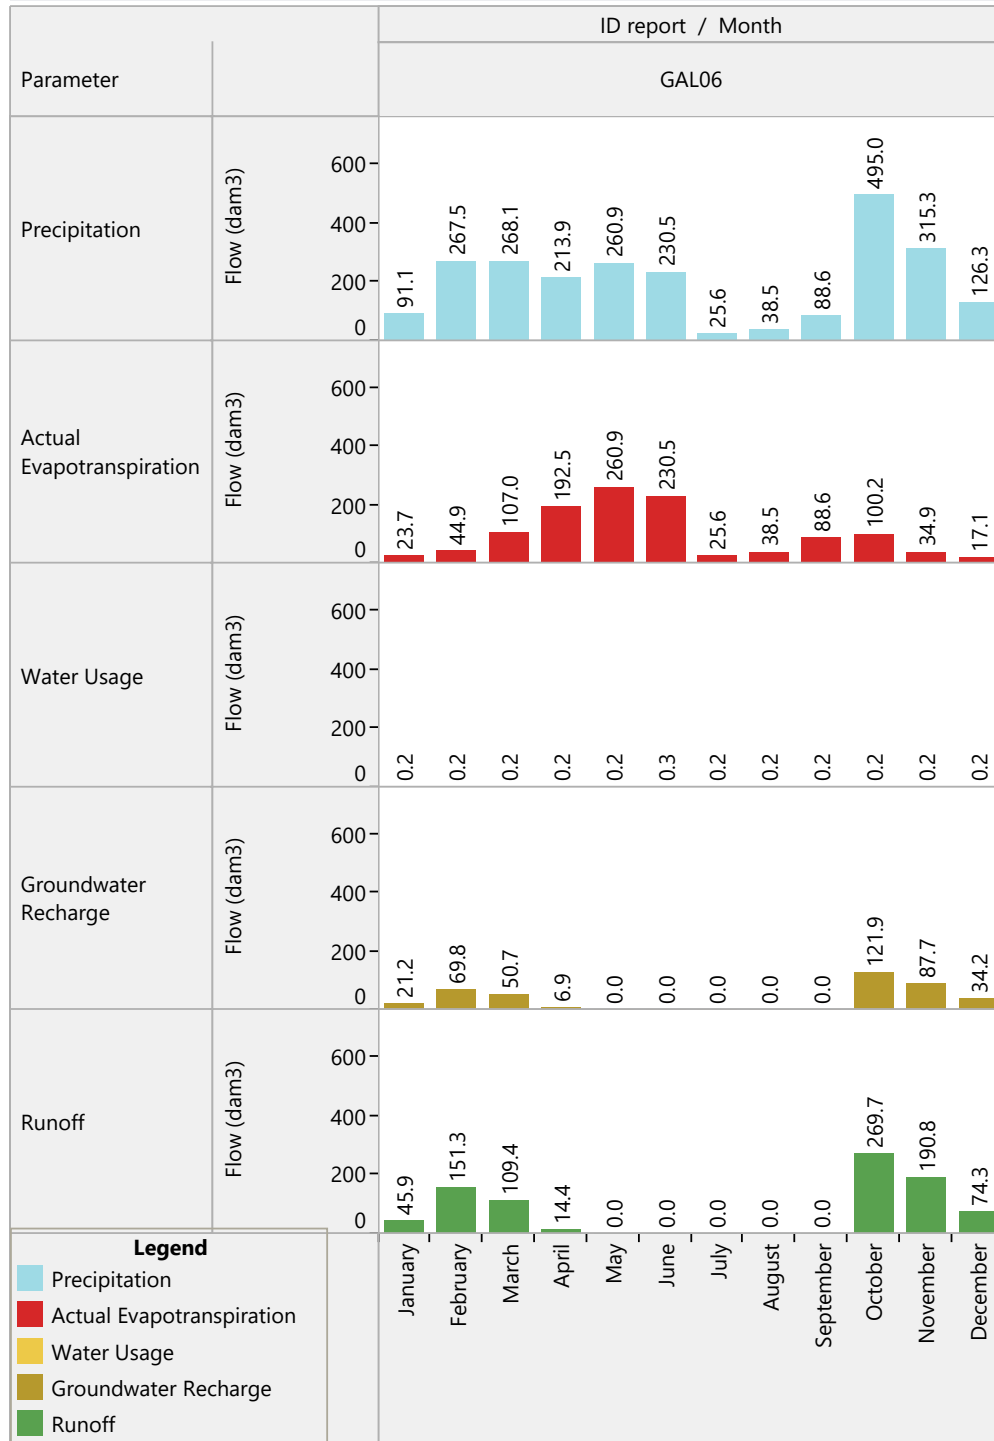 ID report / Month
Parameter
GAL06
Precipitation
Flow (dam3)
600
400
200
0
91.1
267.5
268.1
213.9
260.9
230.5
25.6
38.5
88.6
495.0
315.3
126.3
Actual
Evapotranspiration
Flow (dam3)
600
400
200
0
23.7
44.9
107.0
192.5
260.9
230.5
25.6
38.5
88.6
100.2
34.9
17.1
Water Usage
Flow (dam3)
600
400
200
0
0.2
0.2
0.2
0.2
0.2
0.3
0.2
0.2
0.2
0.2
0.2
0.2
Groundwater
Recharge
Flow (dam3)
600
400
200
0
21.2
69.8
50.7
6.9
0.0
0.0
0.0
0.0
0.0
121.9
87.7
34.2
Runoff
Flow (dam3)
600
400
200
0
45.9
151.3
109.4
14.4
0.0
0.0
0.0
0.0
0.0
269.7
190.8
74.3
January
February
March
April
May
June
July
August
September
October
November
December
Legend
Precipitation
Actual Evapotranspiration
Water Usage
Groundwater Recharge
Runoff